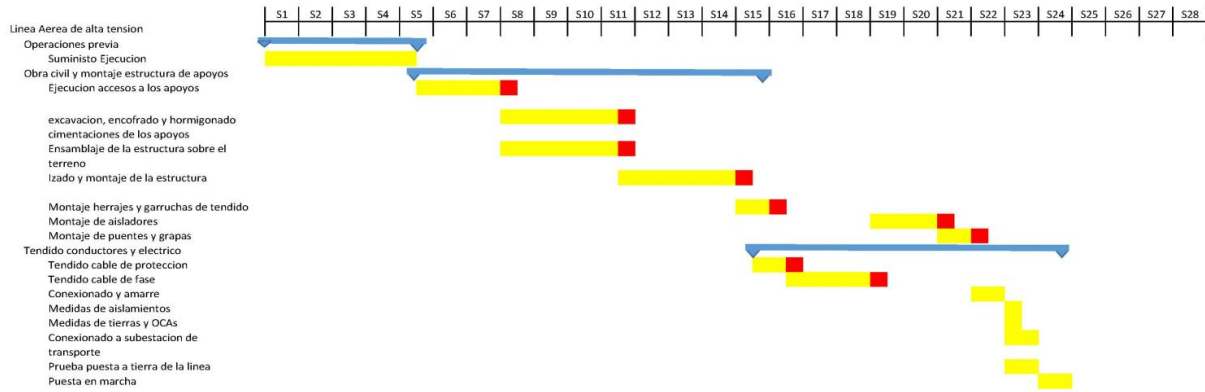 S1 S2 S3 S4 S5 S6 S7 S8 S9 S10 S11 S12 S13 S14 S15 S16 S17 S18 S19 S20 S21 S22 S23 S24 S25 S26 S27 S28
Linea Aerea de alta tension
Operaciones previa
Suministo Ejecucion
Obra civil y montaje estructura de apoyos
Ejecucion accesos a los apoyos
excavacion, encofrado y hormigonado
cimentaciones de los apoyos
Ensamblaje de la estructura sobre el
terreno
Izado y montaje de la estructura
Montaje herrajes y garruchas de tendido
Montaje de aisladores
Montaje de puentes y grapas
Tendido conductores y electrico
Tendido cable de proteccion
Tendido cable de fase
Conexionado y amarre
Medidas de aislamientos
Medidas de tierras y OCAs
Conexionado a subestacion de
transporte
Prueba puesta a tierra de la linea
Puesta en marcha